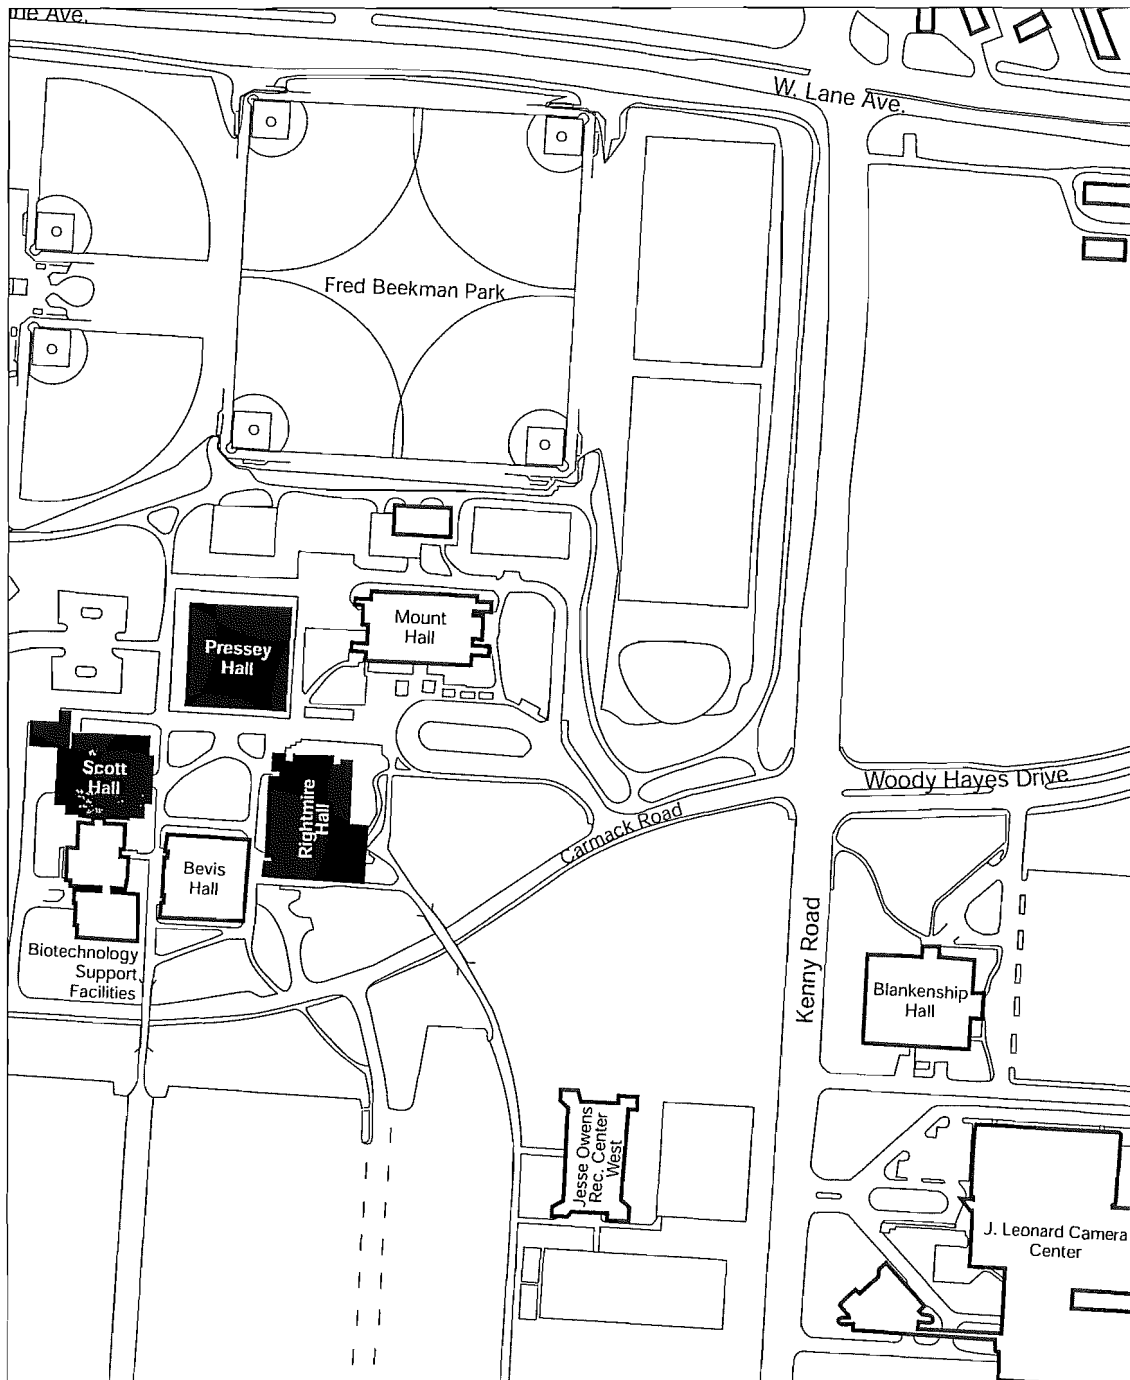 ne Ave.
W. Lane Ave.
Fred Beekman Park
Mount
Hall
Pressey
Hall
Scott
Hall
Rightmire
Hall
Woody Hayes Drive
Carmack Road
Bevis
Hall
Kenny Road
Biotechnology
Support
Facilities
Blankenship
Hall
Jesse Owens
Rec. Center
West
J. Leonard Camera
Center